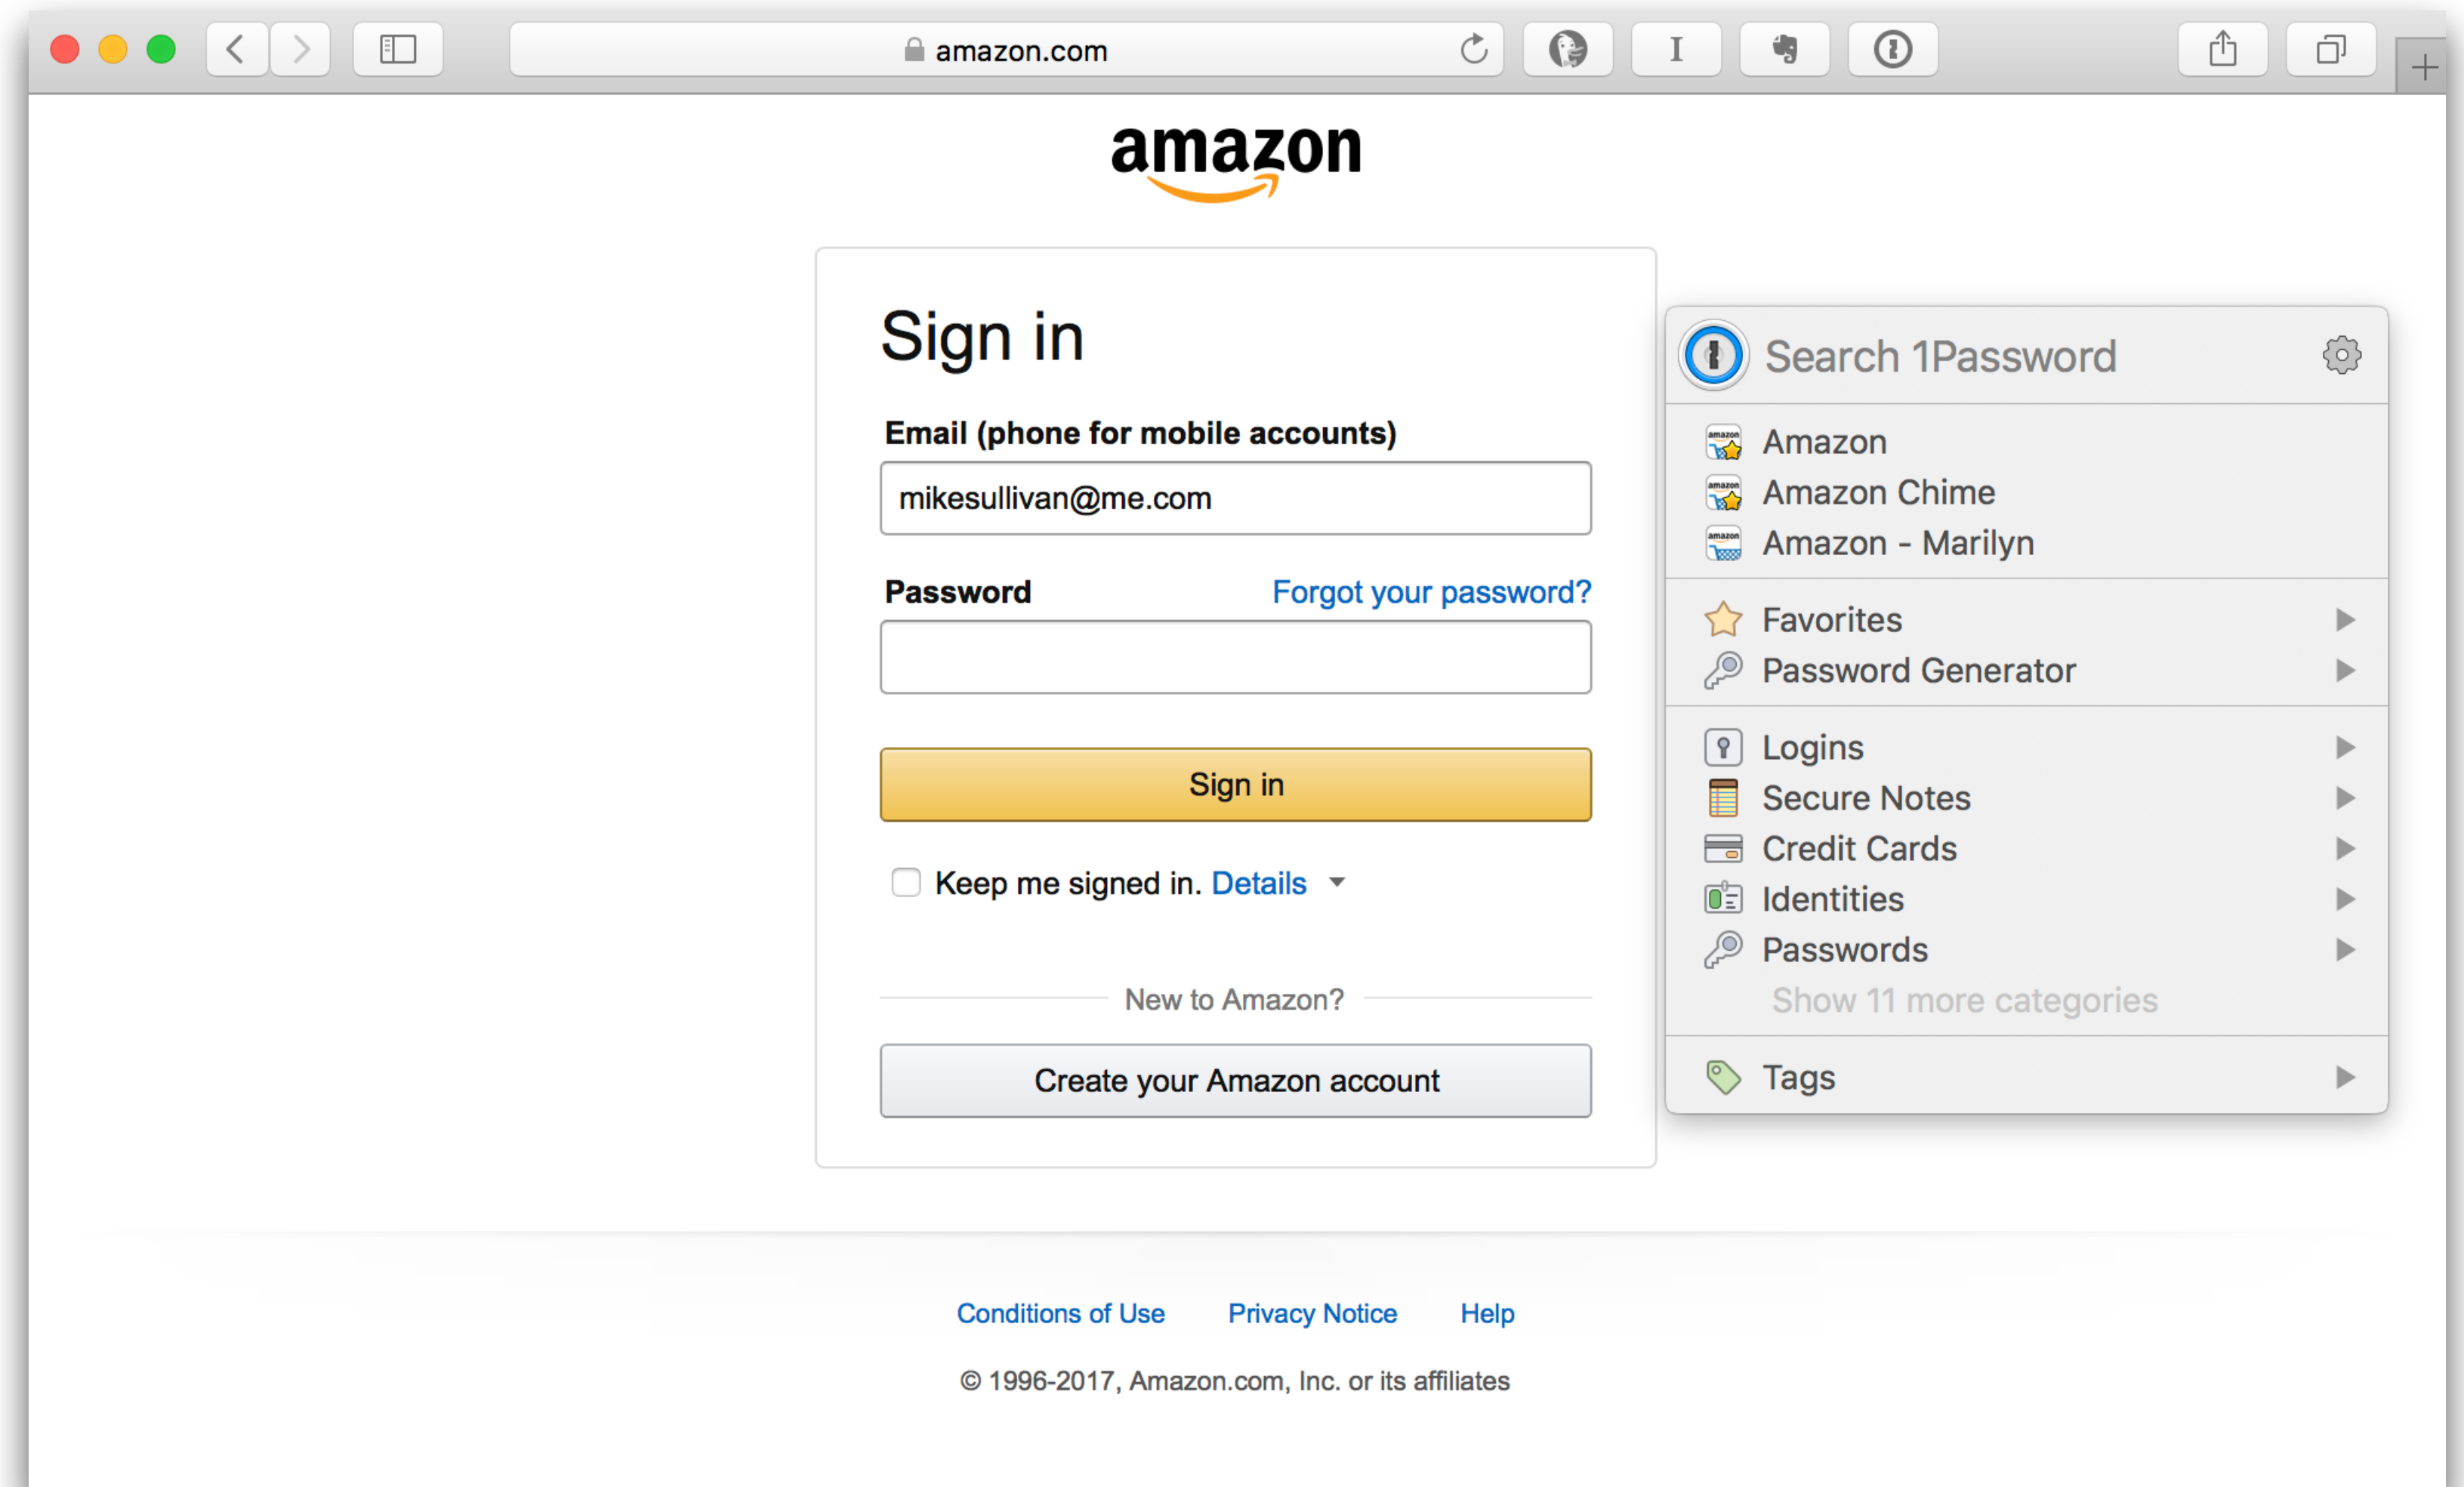 amazon.com
I
amazon
Sign in
Email (phone for mobile accounts)
mikesullivan@me.com
Password
Forgot your password?
Sign in
Keep me signed in. Details
New to Amazon?
Create your Amazon account
Search 1Password
amazon
Amazon
amazon
Amazon Chime
amazon
Amazon - Marilyn
Favorites
Password Generator
Logins
Secure Notes
Credit Cards
Identities
Passwords
Show 11 more categories
Tags
Conditions of Use
Privacy Notice
Help
© 1996-2017, Amazon.com, Inc. or its affiliates